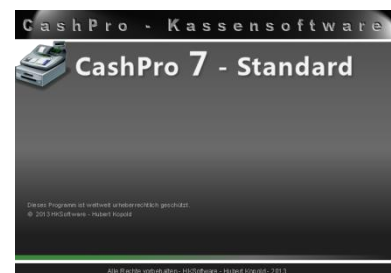 CashPro - Kassensoftware
CashPro 7 - Standard
Dieses Programm ist weltweit urheberrechtlich geschützt.
© 2013 HKSoftware - Hubert Kopold
Alle Rechte vorbehalten - HKSoftware - Hubert Kopold - 2013